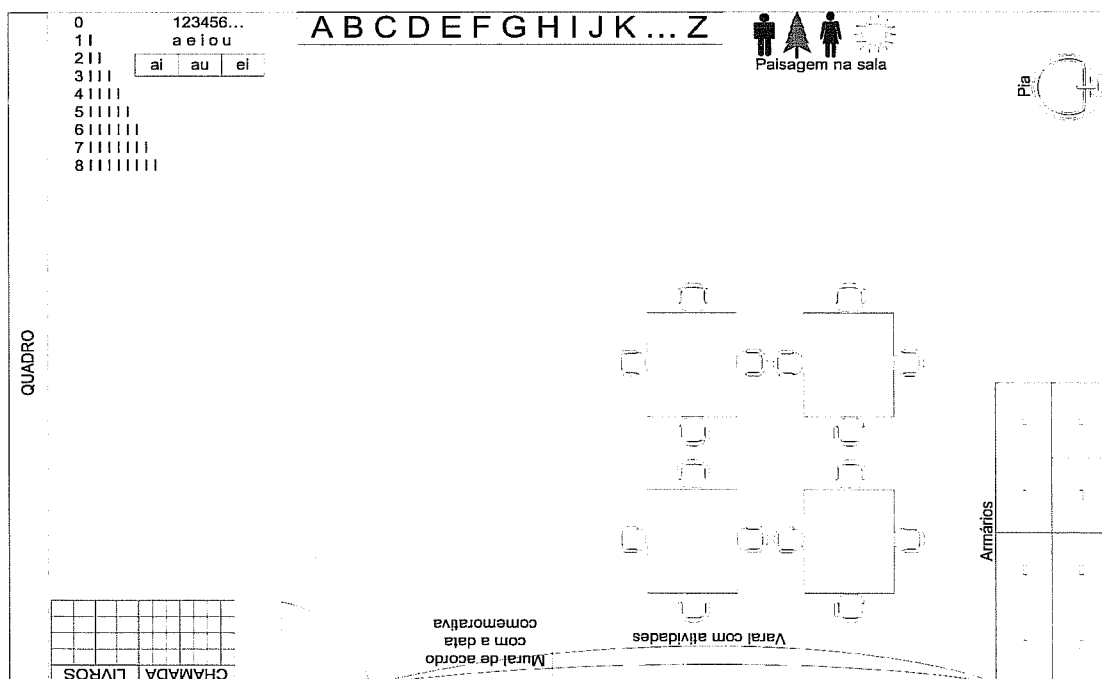 0
1 I
2 I I
3 I I I
4 I I I I
5 I I I I I
6 I I I I I I
7 I I I I I I I
8 I I I I I I I I
123456...
a e i o u
ai au ei
A B C D E F G H I J K ... Z
Paisagem na sala
Pia
QUADRO
Armários
Varal com atividades
Mural de acordo
com a data
comemorativa
LIVROS
CHAMADA